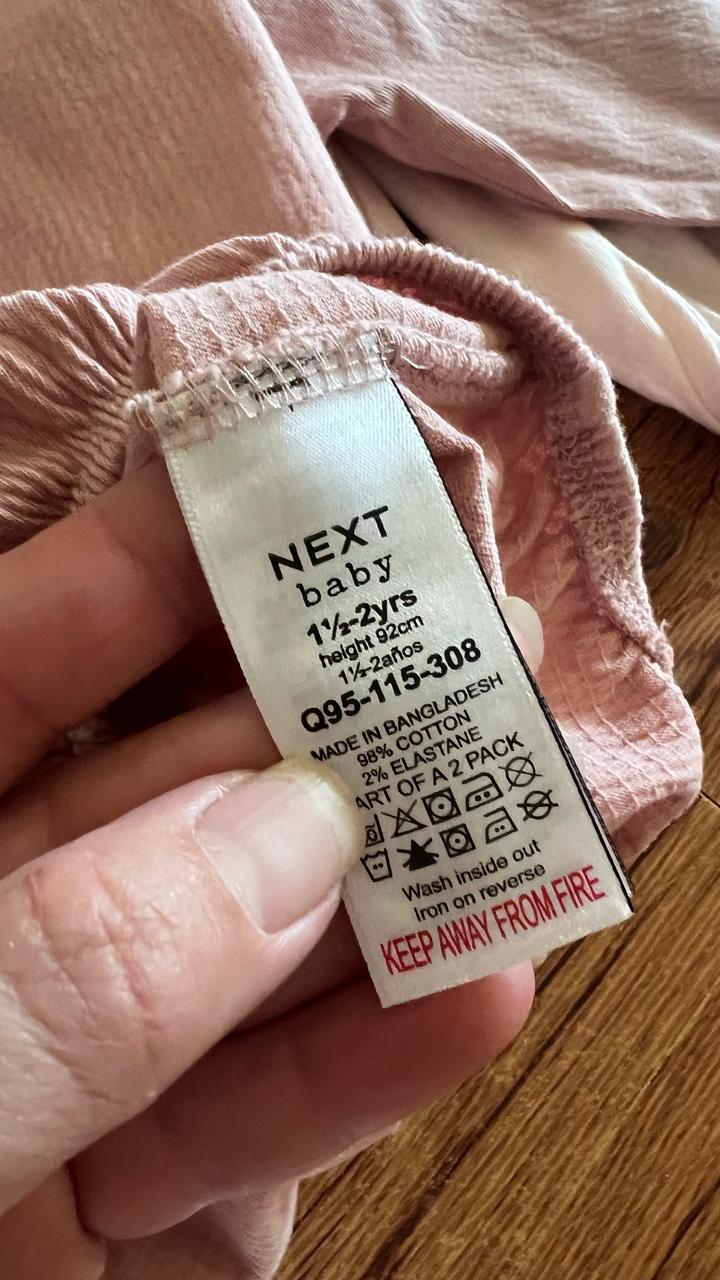 NEXT
baby
1½-2yrs
height 92cm
1½-2años
Q95-115-308
MADE IN BANGLADESH
98% COTTON
2% ELASTANE
ART OF A 2 PACK
Wash inside out
Iron on reverse
KEEP AWAY FROM FIRE